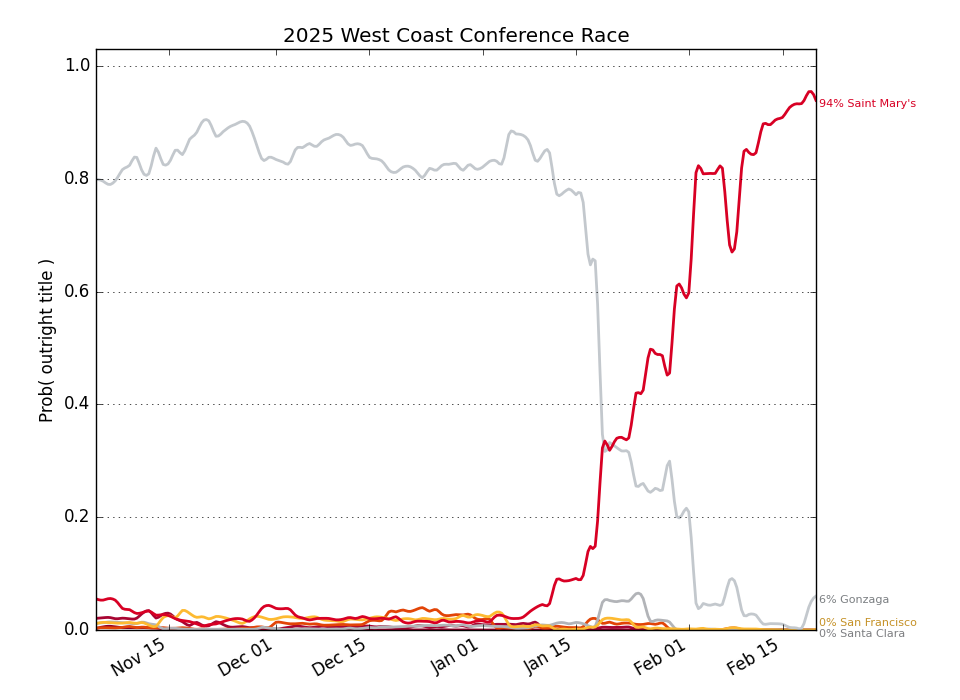 2025 West Coast Conference Race
Prob( outright title )
1.0
0.8
0.6
0.4
0.2
0.0
Nov 15
Dec 01
Dec 15
Jan 01
Jan 15
Feb 01
Feb 15
94% Saint Mary's
6% Gonzaga
0% San Francisco
0% Santa Clara